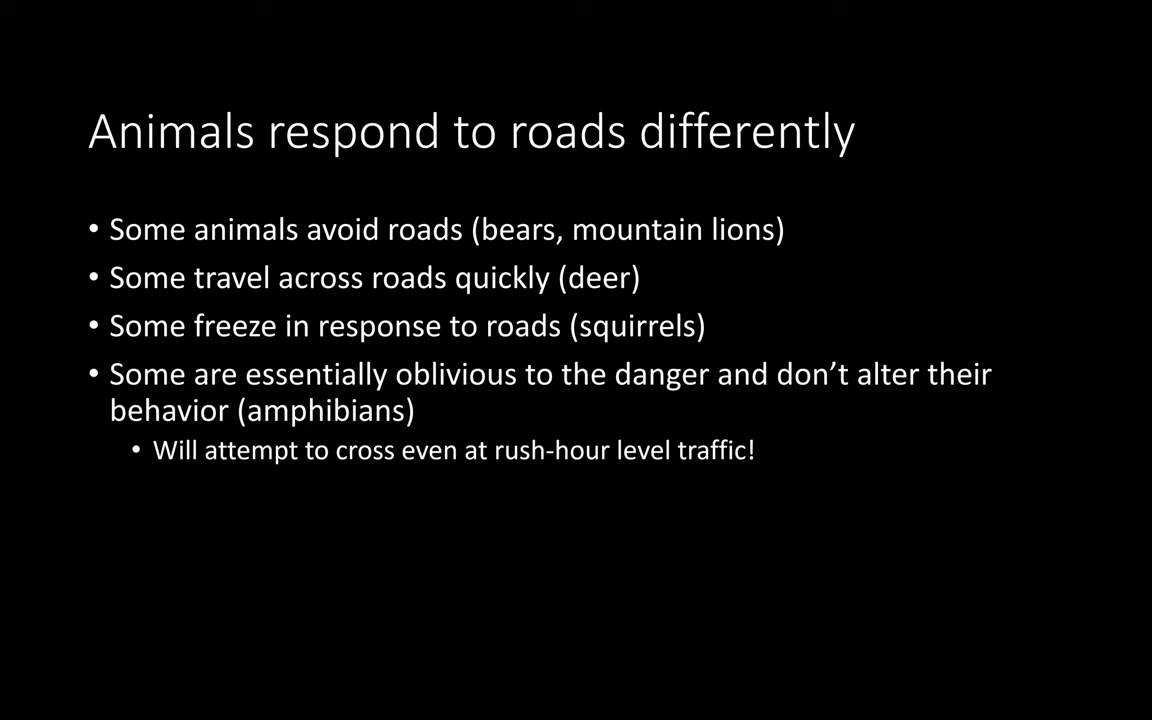 Animals respond to roads differently
• Some animals avoid roads (bears, mountain lions)
• Some travel across roads quickly (deer)
• Some freeze in response to roads (squirrels)
• Some are essentially oblivious to the danger and don’t alter their
behavior (amphibians)
• Will attempt to cross even at rush-hour level traffic!